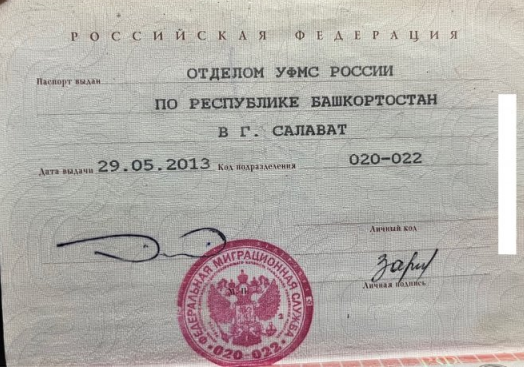 РОССИЙСКАЯ ФЕДЕРАЦИЯ
Паспорт выдан ОТДЕЛОМ УФМС РОССИИ
ПО РЕСПУБЛИКЕ БАШКОРТОСТАН
В Г. САЛАВАТ
Дата выдачи 29.05.2013 Код подразделения 020-022
Личный код
Личная подпись
ФЕДЕРАЛЬНАЯ МИГРАЦИОННАЯ СЛУЖБА
020-022